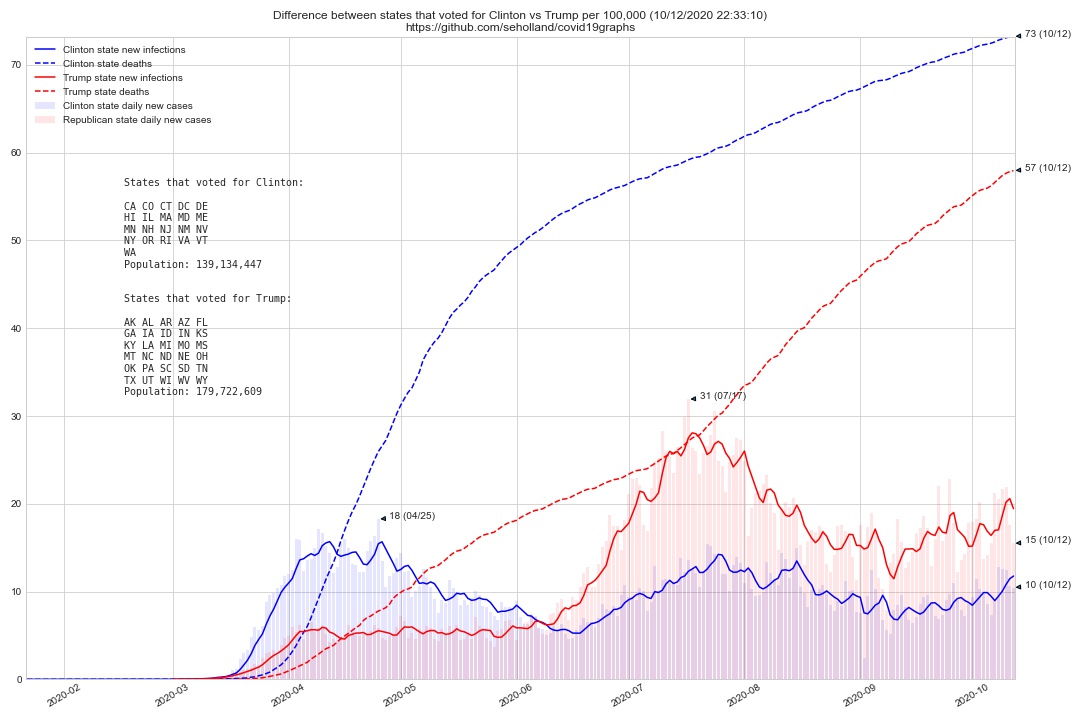 Difference between states that voted for Clinton vs Trump per 100,000 (10/12/2020 22:33:10)
https://github.com/seholland/covid19graphs
Clinton state new infections
Clinton state deaths
Trump state new infections
Trump state deaths
Clinton state daily new cases
Republican state daily new cases
States that voted for Clinton:
CA CO CT DC DE
HI IL MA MD ME
MN NH NJ NM NV
NY OR RI VA VT
WA
Population: 139,134,447
States that voted for Trump:
AK AL AR AZ FL
GA IA ID IN KS
KY LA MI MO MS
MT NC ND NE OH
OK PA SC SD TN
TX UT WI WV WY
Population: 179,722,609
73 (10/12)
57 (10/12)
31 (07/17)
18 (04/25)
15 (10/12)
10 (10/12)
70
60
50
40
30
20
10
0
2020-02
2020-03
2020-04
2020-05
2020-06
2020-07
2020-08
2020-09
2020-10